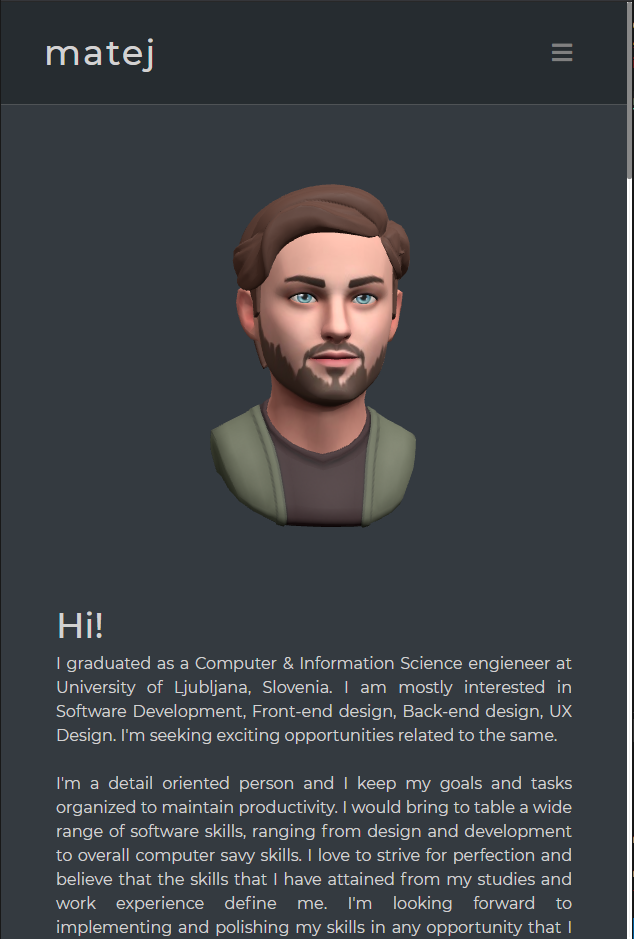 matej
Hi!
I graduated as a Computer & Information Science engieneer at
University of Ljubljana, Slovenia. I am mostly interested in
Software Development, Front-end design, Back-end design, UX
Design. I'm seeking exciting opportunities related to the same.
I'm a detail oriented person and I keep my goals and tasks
organized to maintain productivity. I would bring to table a wide
range of software skills, ranging from design and development
to overall computer savy skills. I love to strive for perfection and
believe that the skills that I have attained from my studies and
work experience define me. I'm looking forward to
implementing and polishing my skills in any opportunity that I